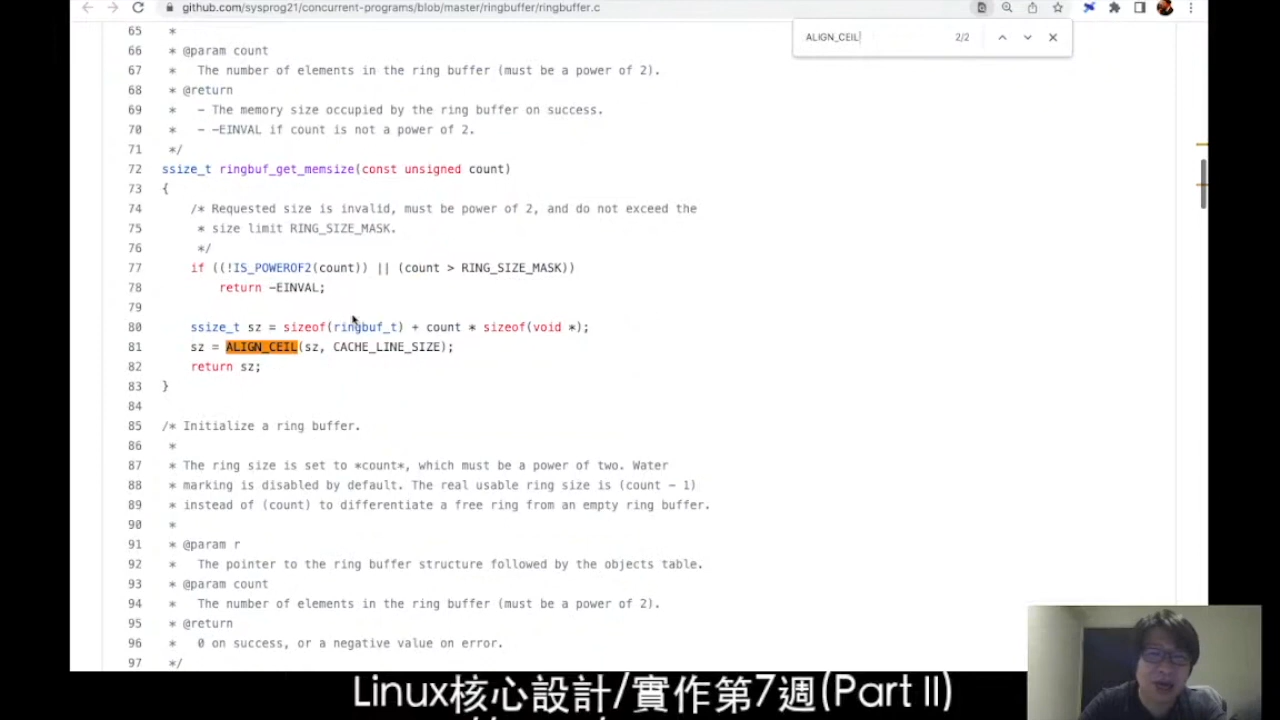 github.com/sysprog21/concurrent-programs/blob/master/ringbuffer/ringbuffer.c
ALIGN_CEIL 2/2
65 *
66 * @param count
67 *   The number of elements in the ring buffer (must be a power of 2).
68 * @return
69 *   - The memory size occupied by the ring buffer on success.
70 *   - -EINVAL if count is not a power of 2.
71 */
72 ssize_t ringbuf_get_memsize(const unsigned count)
73 {
74     /* Requested size is invalid, must be power of 2, and do not exceed the
75      * size limit RING_SIZE_MASK.
76      */
77     if ((!IS_POWEROF2(count)) || (count > RING_SIZE_MASK))
78         return -EINVAL;
79
80     ssize_t sz = sizeof(ringbuf_t) + count * sizeof(void *);
81     sz = ALIGN_CEIL(sz, CACHE_LINE_SIZE);
82     return sz;
83 }
84
85 /* Initialize a ring buffer.
86 *
87 * The ring size is set to *count*, which must be a power of two. Water
88 * marking is disabled by default. The real usable ring size is (count - 1)
89 * instead of (count) to differentiate a free ring from an empty ring buffer.
90 *
91 * @param r
92 *   The pointer to the ring buffer structure followed by the objects table.
93 * @param count
94 *   The number of elements in the ring buffer (must be a power of 2).
95 * @return
96 *   0 on success, or a negative value on error.
97 */
Linux核心設計/實作第7週(Part II)